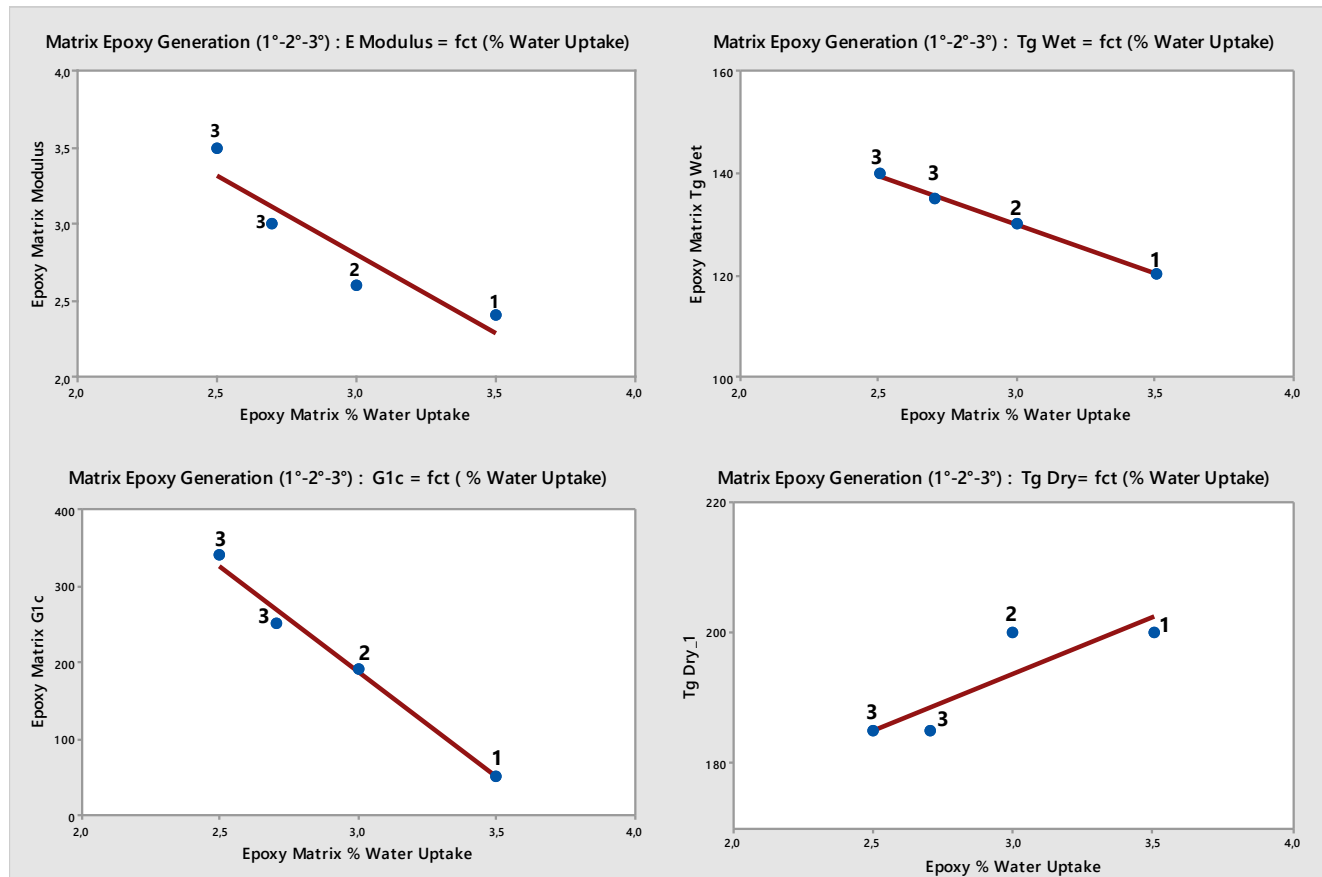 Matrix Epoxy Generation (1°-2°-3°) : E Modulus = fct (% Water Uptake)
4,0
3,5
3,0
2,5
2,0
Epoxy Matrix Modulus
3
3
2
1
2,0 2,5 3,0 3,5 4,0
Epoxy Matrix % Water Uptake
Matrix Epoxy Generation (1°-2°-3°) : Tg Wet = fct (% Water Uptake)
160
140
120
100
Epoxy Matrix Tg Wet
3
3
2
1
2,0 2,5 3,0 3,5 4,0
Epoxy Matrix % Water Uptake
Matrix Epoxy Generation (1°-2°-3°) : G1c = fct ( % Water Uptake)
400
300
200
100
0
Epoxy Matrix G1c
3
3
2
1
2,0 2,5 3,0 3,5 4,0
Epoxy Matrix % Water Uptake
Matrix Epoxy Generation (1°-2°-3°) : Tg Dry= fct (% Water Uptake)
220
200
180
Tg Dry_1
3
3
2
1
2,0 2,5 3,0 3,5 4,0
Epoxy % Water Uptake